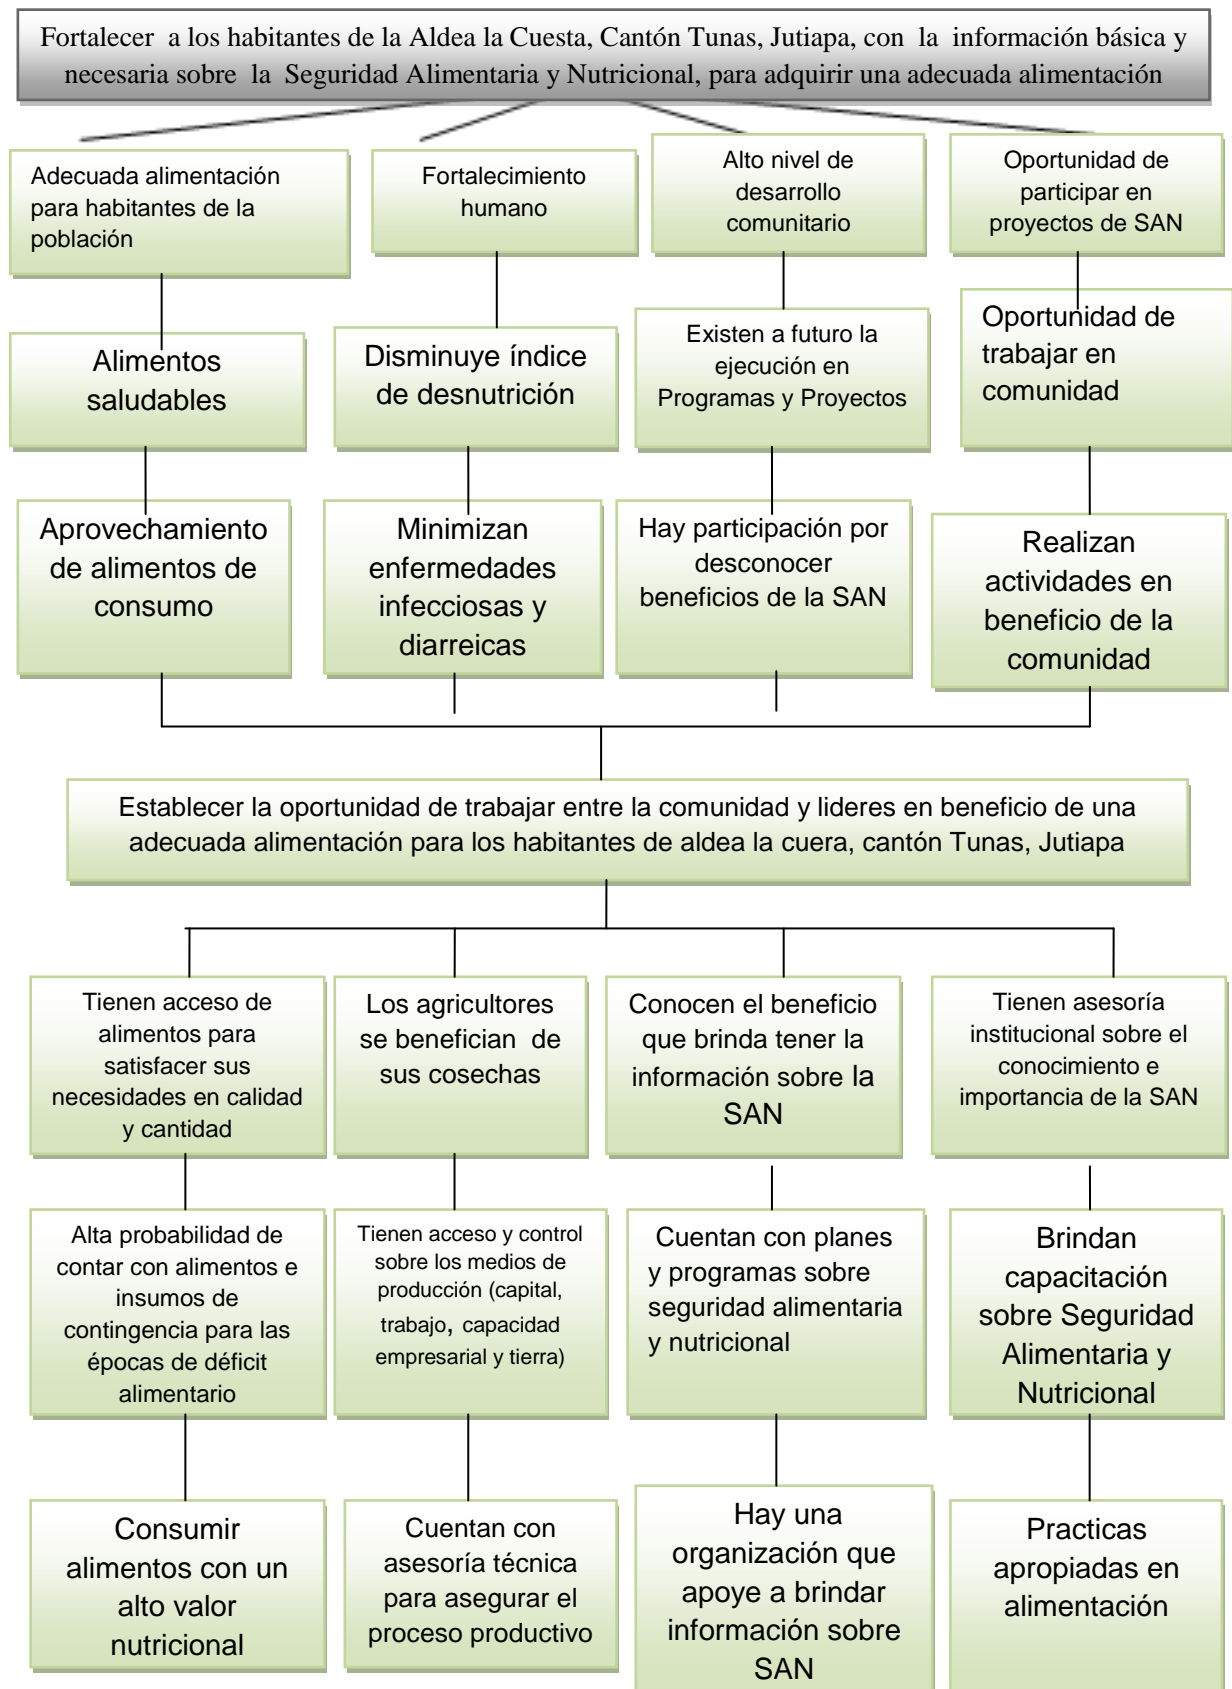 Fortalecer a los habitantes de la Aldea la Cuesta, Cantón Tunas, Jutiapa, con la información básica y
necesaria sobre la Seguridad Alimentaria y Nutricional, para adquirir una adecuada alimentación
Adecuada alimentación
para habitantes de la
población
Fortalecimiento
humano
Alto nivel de
desarrollo
comunitario
Oportunidad de
participar en
proyectos de SAN
Alimentos
saludables
Disminuye índice
de desnutrición
Existen a futuro la
ejecución en
Programas y Proyectos
Oportunidad de
trabajar en
comunidad
Aprovechamiento
de alimentos de
consumo
Minimizan
enfermedades
infecciosas y
diarreicas
Hay participación por
desconocer
beneficios de la SAN
Realizan
actividades en
beneficio de la
comunidad
Establecer la oportunidad de trabajar entre la comunidad y lideres en beneficio de una
adecuada alimentación para los habitantes de aldea la cuera, cantón Tunas, Jutiapa
Tienen acceso de
alimentos para
satisfacer sus
necesidades en calidad
y cantidad
Los agricultores
se benefician de
sus cosechas
Conocen el beneficio
que brinda tener la
información sobre la
SAN
Tienen asesoría
institucional sobre el
conocimiento e
importancia de la SAN
Alta probabilidad de
contar con alimentos e
insumos de
contingencia para las
épocas de déficit
alimentario
Tienen acceso y control
sobre los medios de
producción (capital,
trabajo, capacidad
empresarial y tierra)
Cuentan con planes
y programas sobre
seguridad alimentaria
y nutricional
Brindan
capacitación
sobre Seguridad
Alimentaria y
Nutricional
Consumir
alimentos con un
alto valor
nutricional
Cuentan con
asesoría técnica
para asegurar el
proceso productivo
Hay una
organización que
apoye a brindar
información sobre
SAN
Practicas
apropiadas en
alimentación